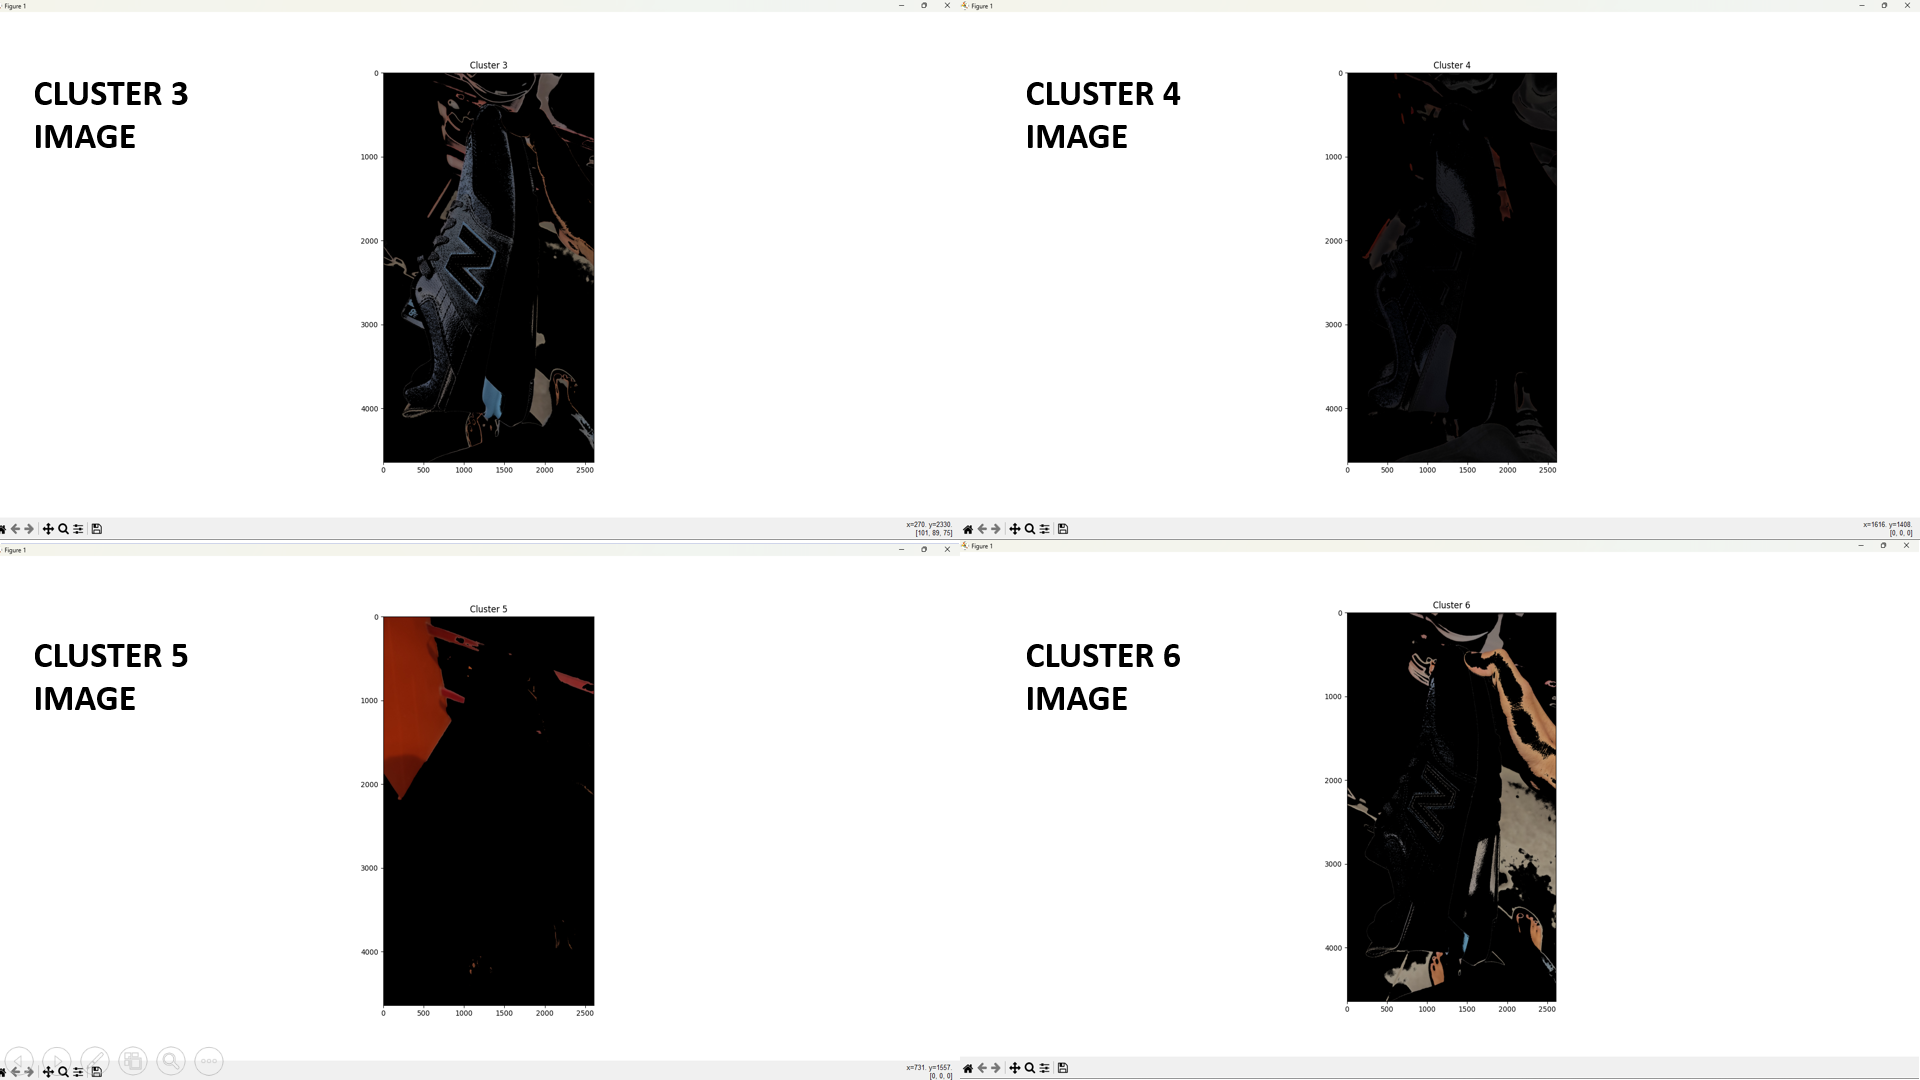 Figure 1
CLUSTER 3
IMAGE
Cluster 3
0
1000
2000
3000
4000
0 500 1000 1500 2000 2500
N
x=270. y=2330.
[101, 89, 75]
Figure 1
CLUSTER 4
IMAGE
Cluster 4
0
1000
2000
3000
4000
0 500 1000 1500 2000 2500
x=1616. y=1408.
[0, 0, 0]
Figure 1
CLUSTER 5
IMAGE
Cluster 5
0
1000
2000
3000
4000
0 500 1000 1500 2000 2500
x=731. y=1557.
[0, 0, 0]
Figure 1
CLUSTER 6
IMAGE
Cluster 6
0
1000
2000
3000
4000
0 500 1000 1500 2000 2500
N